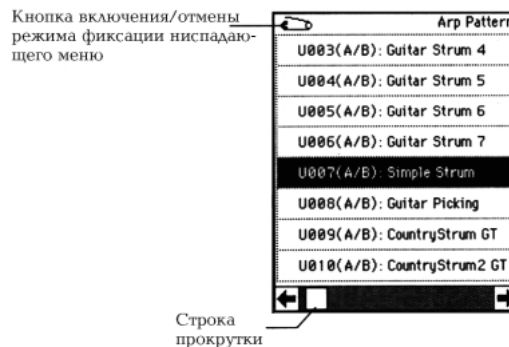 Кнопка включения/отмены
режима фиксации ниспадаю-
щего меню
Arp Pattern
U003(A/B): Guitar Strum 4
U004(A/B): Guitar Strum 5
U005(A/B): Guitar Strum 6
U006(A/B): Guitar Strum 7
U007(A/B): Simple Strum
U008(A/B): Guitar Picking
U009(A/B): CountryStrum GT
U010(A/B): CountryStrum2 GT
Строка
прокрутки